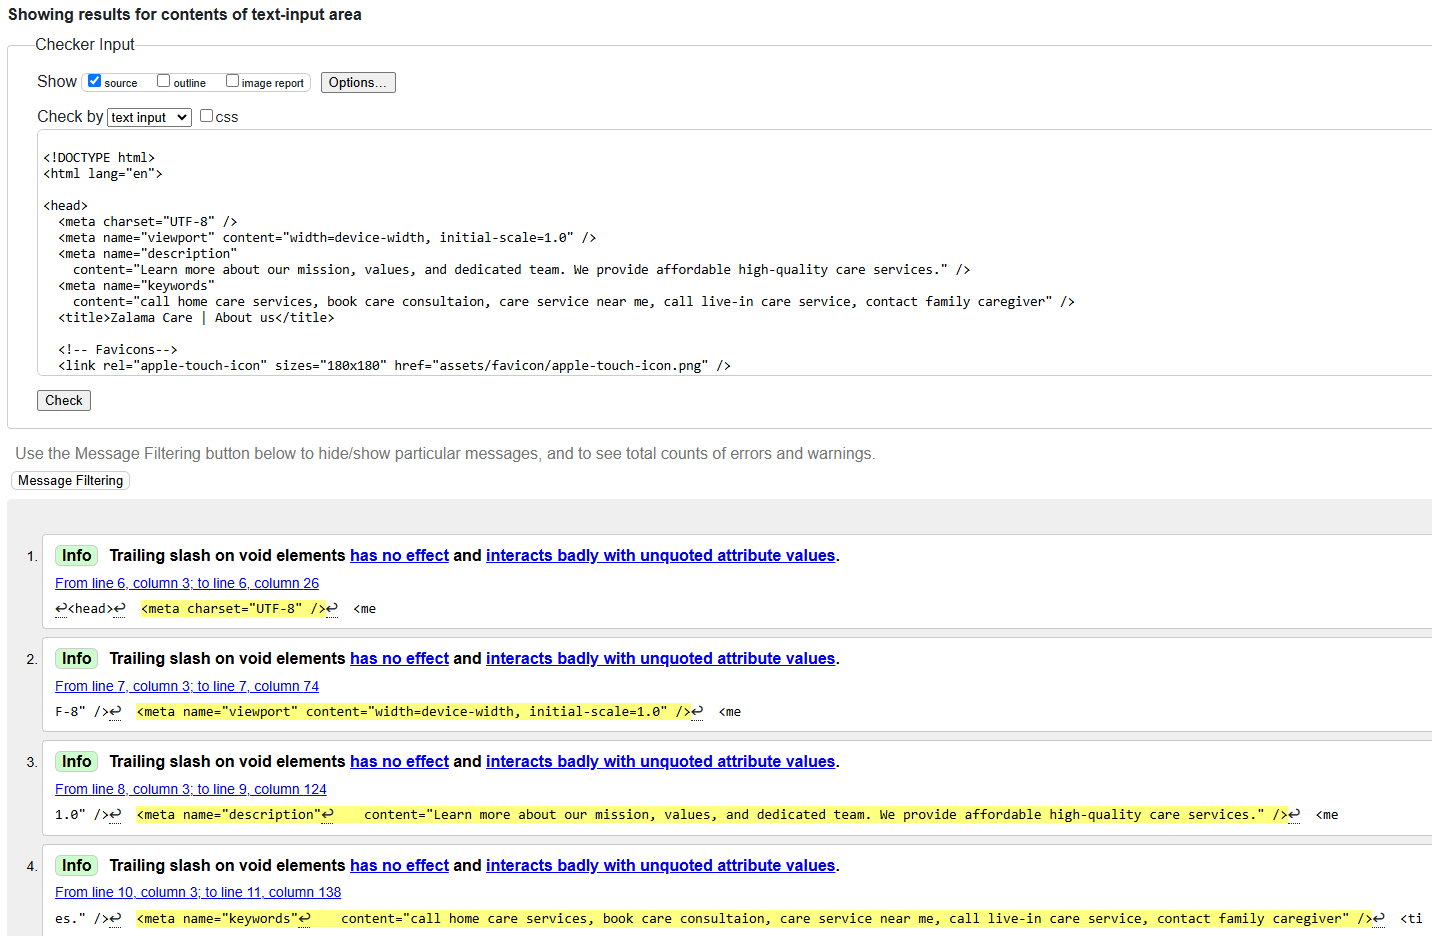 Showing results for contents of text-input area
Checker Input
Show source outline image report Options...
Check by text input css
<!DOCTYPE html>
<html lang="en">
<head>
<meta charset="UTF-8" />
<meta name="viewport" content="width=device-width, initial-scale=1.0" />
<meta name="description"
content="Learn more about our mission, values, and dedicated team. We provide affordable high-quality care services." />
<meta name="keywords"
content="call home care services, book care consultaion, care service near me, call live-in care service, contact family caregiver" />
<title>Zalama Care | About us</title>
<!-- Favicons-->
<link rel="apple-touch-icon" sizes="180x180" href="assets/favicon/apple-touch-icon.png" />
Check
Use the Message Filtering button below to hide/show particular messages, and to see total counts of errors and warnings.
Message Filtering
1. Info Trailing slash on void elements has no effect and interacts badly with unquoted attribute values.
From line 6, column 3; to line 6, column 26
↩<head>↩ <meta charset="UTF-8" />↩ <me
2. Info Trailing slash on void elements has no effect and interacts badly with unquoted attribute values.
From line 7, column 3; to line 7, column 74
F-8" />↩ <meta name="viewport" content="width=device-width, initial-scale=1.0" />↩ <me
3. Info Trailing slash on void elements has no effect and interacts badly with unquoted attribute values.
From line 8, column 3; to line 9, column 124
1.0" />↩ <meta name="description"↩ content="Learn more about our mission, values, and dedicated team. We provide affordable high-quality care services." />↩ <me
4. Info Trailing slash on void elements has no effect and interacts badly with unquoted attribute values.
From line 10, column 3; to line 11, column 138
es." />↩ <meta name="keywords"↩ content="call home care services, book care consultaion, care service near me, call live-in care service, contact family caregiver" />↩ <ti